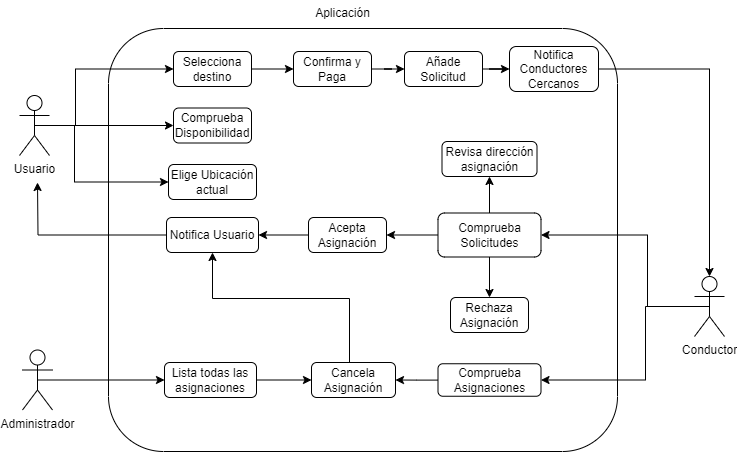 Aplicación
Selecciona
destino
Confirma y
Paga
Añade
Solicitud
Notifica
Conductores
Cercanos
Comprueba
Disponibilidad
Usuario
Elige Ubicación
actual
Revisa dirección
asignación
Notifica Usuario
Acepta
Asignación
Comprueba
Solicitudes
Rechaza
Asignación
Conductor
Lista todas las
asignaciones
Cancela
Asignación
Comprueba
Asignaciones
Administrador